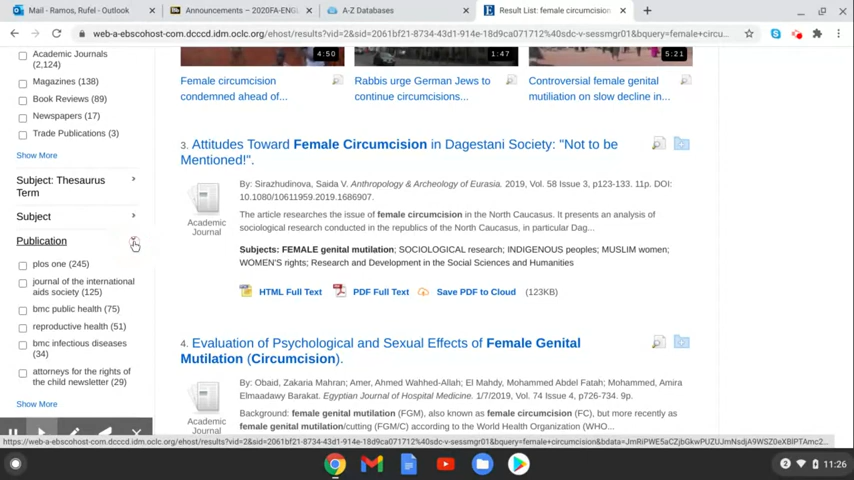 Mail - Ramos, Rufel - Outlook
Announcements – 2020FA-ENGL
A-Z Databases
Result List: female circumcision
web-a-ebscohost-com.dcccd.idm.oclc.org/ehost/results?vid=2&sid=2061bf21-8734-43d1-914e-18d9ca071771%40sdc-v-sessmgr01&bquery=female+circu...
Academic Journals
(2,124)
Magazines (138)
Book Reviews (89)
Newspapers (17)
Trade Publications (3)
Show More
Subject: Thesaurus
Term
Subject
Publication
plos one (245)
journal of the international
aids society (125)
bmc public health (75)
reproductive health (51)
bmc infectious diseases
(34)
attorneys for the rights of
the child newsletter (29)
Show More
4:50
1:47
5:21
Female circumcision
condemned ahead of...
Rabbis urge German Jews to
continue circumcisions...
Controversial female genital
mutiliation on slow decline in...
3. Attitudes Toward Female Circumcision in Dagestani Society: "Not to be
Mentioned!".
Academic
Journal
By: Sirazhudinova, Saida V. Anthropology & Archeology of Eurasia. 2019, Vol. 58 Issue 3, p123-133. 11p. DOI:
10.1080/10611959.2019.1686907.
The article researches the issue of female circumcision in the North Caucasus. It presents an analysis of
sociological research conducted in the republics of the North Caucasus, in particular Dag...
Subjects: FEMALE genital mutilation; SOCIOLOGICAL research; INDIGENOUS peoples; MUSLIM women;
WOMEN'S rights; Research and Development in the Social Sciences and Humanities
HTML Full Text
PDF Full Text
Save PDF to Cloud
(123KB)
4. Evaluation of Psychological and Sexual Effects of Female Genital
Mutilation (Circumcision).
Academic
By: Obaid, Zakaria Mahran; Amer, Ahmed Wahhed-Allah; El Mahdy, Mohammed Abdel Fatah; Mohammed, Amira
Elmaadawy Barakat. Egyptian Journal of Hospital Medicine. 1/7/2019, Vol. 74 Issue 4, p726-734. 9p.
Background: female genital mutilation (FGM), also known as female circumcision (FC), but more recently as
female genital mutilation/cutting (FGM/C) according to the World Health Organization (WHO...
11:26